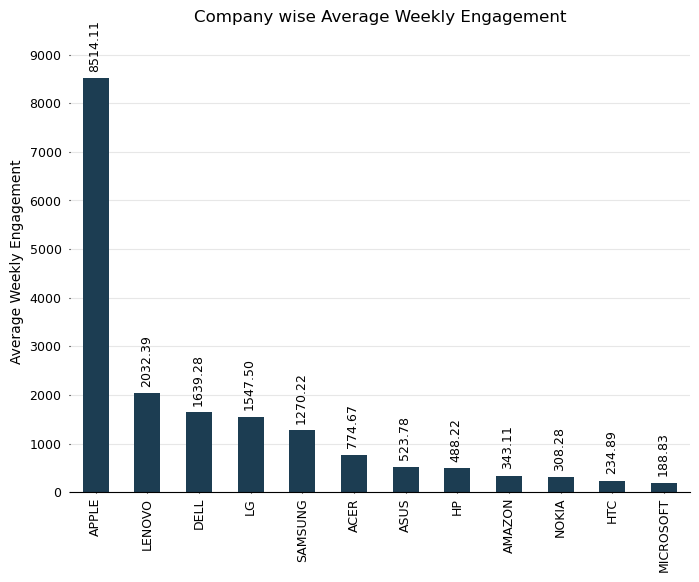 Company wise Average Weekly Engagement
Average Weekly Engagement
9000
8000
7000
6000
5000
4000
3000
2000
1000
0
8514.11
2032.39
1639.28
1547.50
1270.22
774.67
523.78
488.22
343.11
308.28
234.89
188.83
APPLE
LENOVO
DELL
LG
SAMSUNG
ACER
ASUS
HP
AMAZON
NOKIA
HTC
MICROSOFT